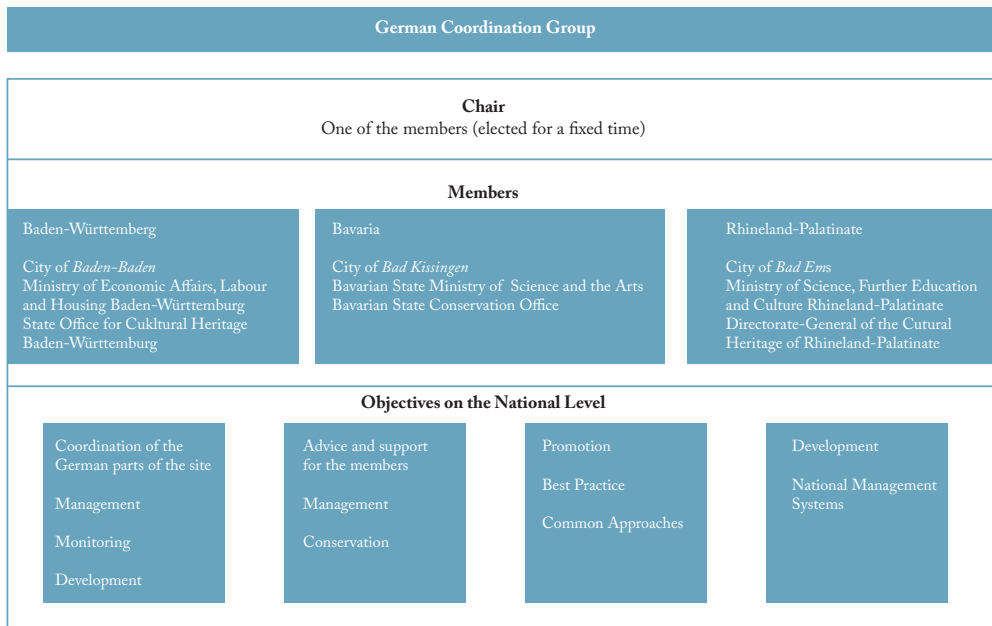 German Coordination Group
Chair
One of the members (elected for a fixed time)
Members
Baden-Württemberg
City of Baden-Baden
Ministry of Economic Affairs, Labour
and Housing Baden-Württemburg
State Office for Cukltural Heritage
Baden-Württemburg
Bavaria
City of Bad Kissingen
Bavarian State Ministry of Science and the Arts
Bavarian State Conservation Office
Rhineland-Palatinate
City of Bad Ems
Ministry of Science, Further Education
and Culture Rhineland-Palatinate
Directorate-General of the Cutural
Heritage of Rhineland-Palatinate
Objectives on the National Level
Coordination of the
German parts of the site
Management
Monitoring
Development
Advice and support
for the members
Management
Conservation
Promotion
Best Practice
Common Approaches
Development
National Management
Systems